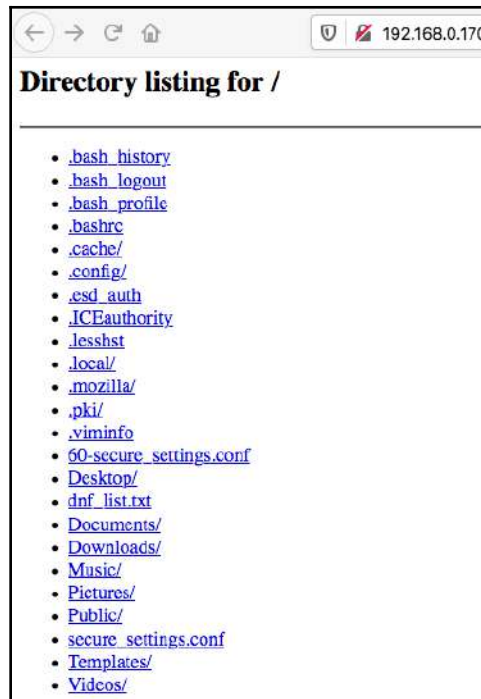 192.168.0.170
Directory listing for /
.bash_history
.bash_logout
.bash_profile
.bashrc
.cache/
.config/
.esd_auth
.ICEauthority
.lesshst
.local/
.mozilla/
.pki/
.viminfo
60-secure_settings.conf
Desktop/
dnf_list.txt
Documents/
Downloads/
Music/
Pictures/
Public/
secure_settings.conf
Templates/
Videos/